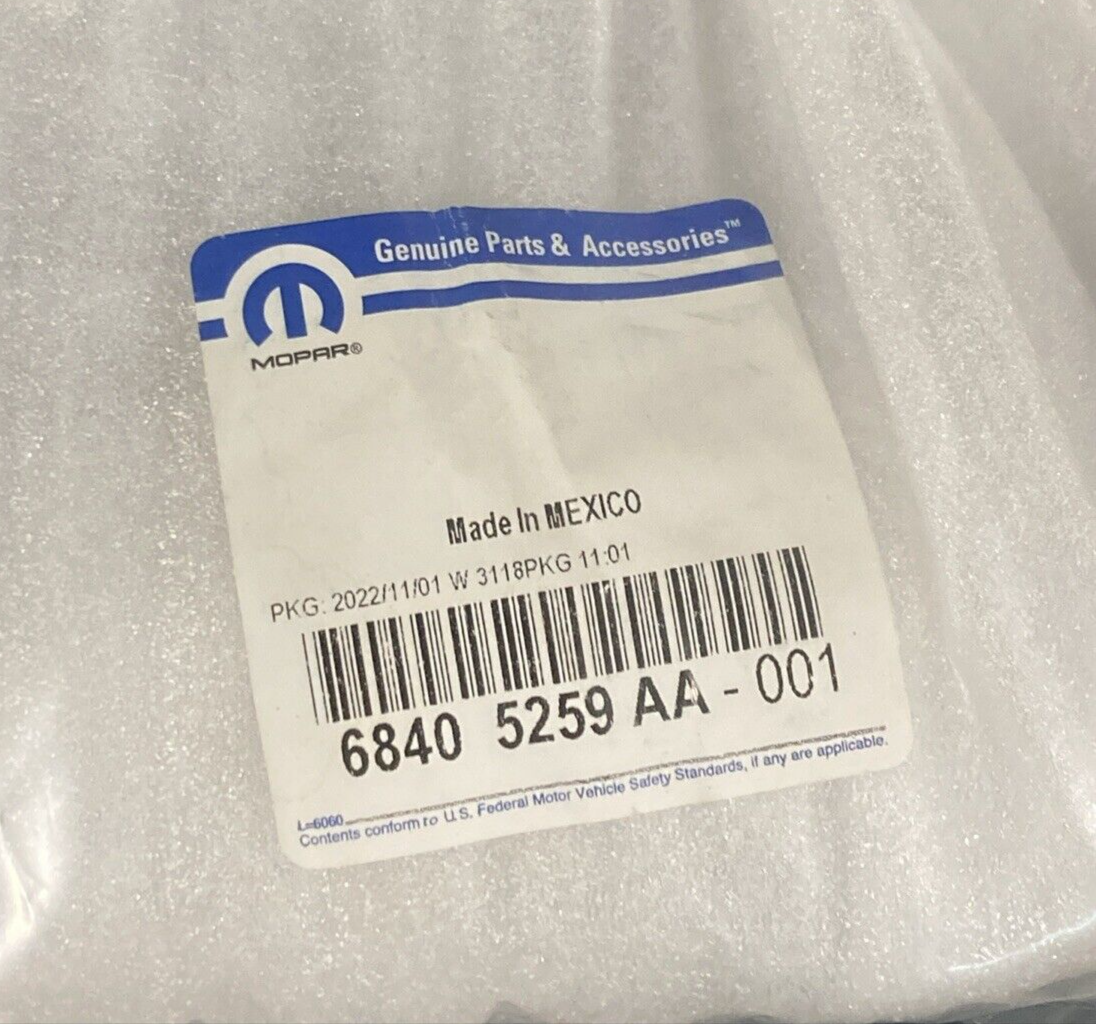 Genuine Parts & Accessories™
MOPAR®
Made In MEXICO
PKG: 2022/11/01 W 3118PKG 11:01
6840 5259 AA - 001
L=6060
Contents conform to U.S. Federal Motor Vehicle Safety Standards, if any are applicable.